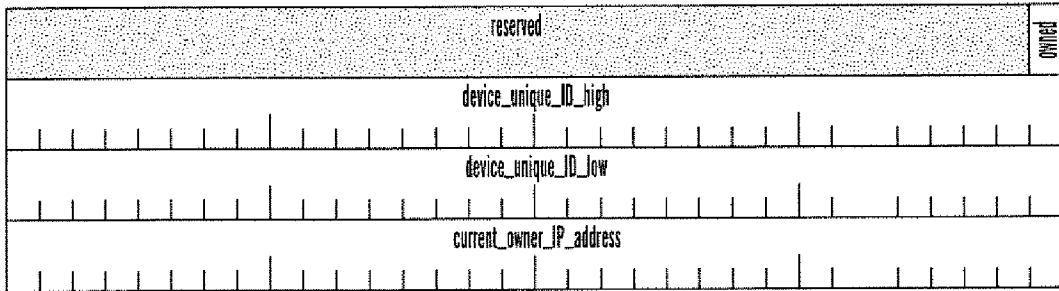 reserved
owned
device_unique_ID_high
device_unique_ID_low
current_owner_IP_address